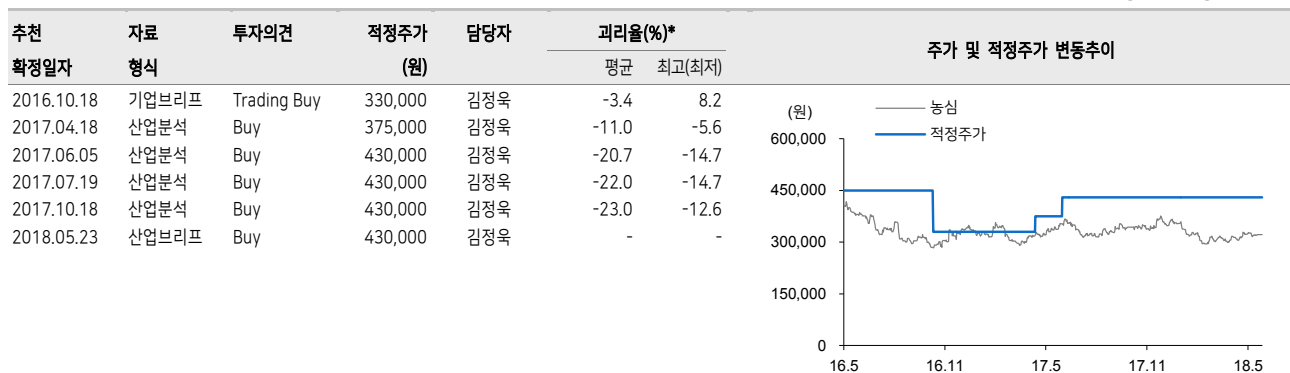 추천 자료 투자의견 적정주가 담당자 괴리율(%)* 주가 및 적정주가 변동추이
확정일자 형식 (원) 평균 최고(최저)
2016.10.18 기업브리프 Trading Buy 330,000 김정욱 -3.4 8.2
2017.04.18 산업분석 Buy 375,000 김정욱 -11.0 -5.6
2017.06.05 산업분석 Buy 430,000 김정욱 -20.7 -14.7
2017.07.19 산업분석 Buy 430,000 김정욱 -22.0 -14.7
2017.10.18 산업분석 Buy 430,000 김정욱 -23.0 -12.6
2018.05.23 산업브리프 Buy 430,000 김정욱 - -
(원) 농심
적정주가
600,000
450,000
300,000
150,000
0
16.5 16.11 17.5 17.11 18.5